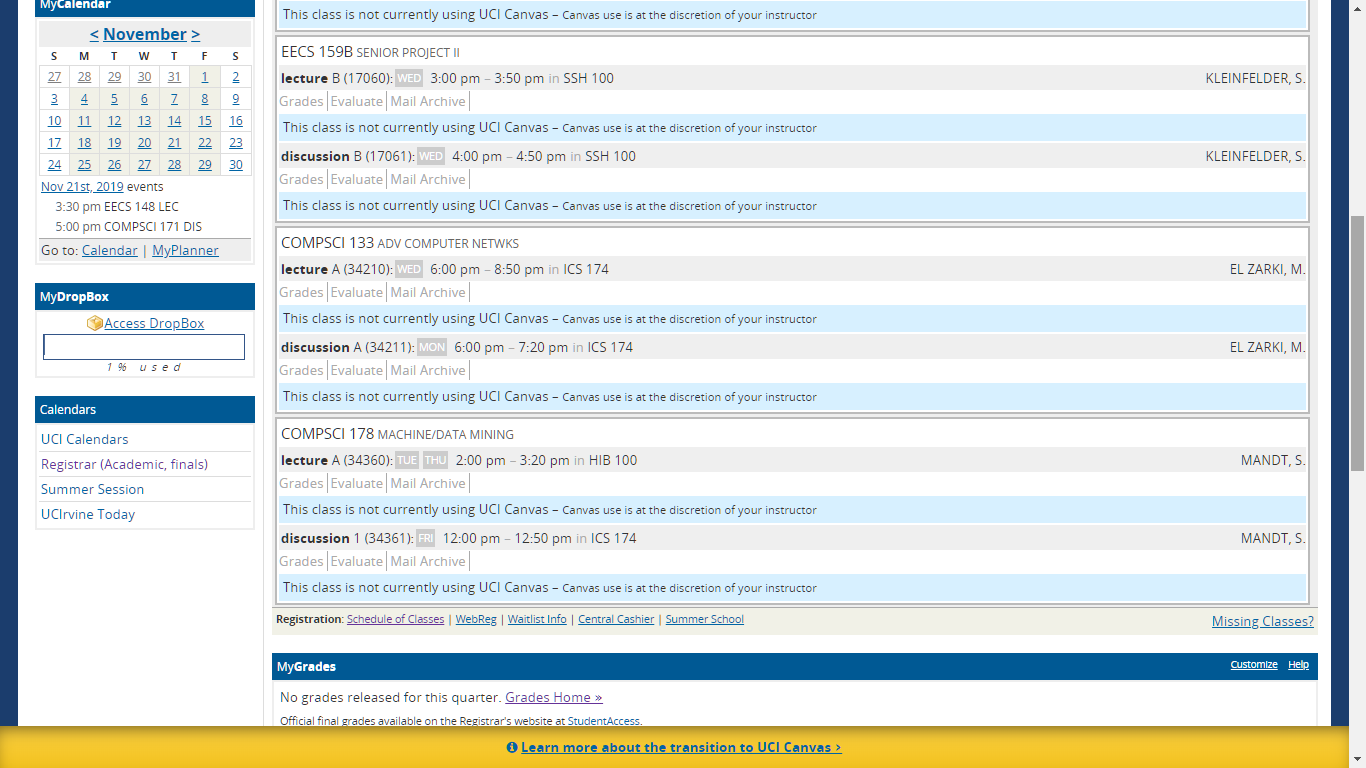 MyCalendar
< November >
S M T W T F S
27 28 29 30 31 1 2
3 4 5 6 7 8 9
10 11 12 13 14 15 16
17 18 19 20 21 22 23
24 25 26 27 28 29 30
Nov 21st, 2019 events
3:30 pm EECS 148 LEC
5:00 pm COMPSCI 171 DIS
Go to: Calendar | MyPlanner
MyDropBox
Access DropBox
1% used
Calendars
UCI Calendars
Registrar (Academic, finals)
Summer Session
UCIrvine Today
This class is not currently using UCI Canvas – Canvas use is at the discretion of your instructor
EECS 159B SENIOR PROJECT II
lecture B (17060): WED 3:00 pm – 3:50 pm in SSH 100 KLEINFELDER, S.
Grades Evaluate Mail Archive
This class is not currently using UCI Canvas – Canvas use is at the discretion of your instructor
discussion B (17061): WED 4:00 pm – 4:50 pm in SSH 100 KLEINFELDER, S.
Grades Evaluate Mail Archive
This class is not currently using UCI Canvas – Canvas use is at the discretion of your instructor
COMPSCI 133 ADV COMPUTER NETWKS
lecture A (34210): WED 6:00 pm – 8:50 pm in ICS 174 EL ZARKI, M.
Grades Evaluate Mail Archive
This class is not currently using UCI Canvas – Canvas use is at the discretion of your instructor
discussion A (34211): MON 6:00 pm – 7:20 pm in ICS 174 EL ZARKI, M.
Grades Evaluate Mail Archive
This class is not currently using UCI Canvas – Canvas use is at the discretion of your instructor
COMPSCI 178 MACHINE/DATA MINING
lecture A (34360): TUE THU 2:00 pm – 3:20 pm in HIB 100 MANDT, S.
Grades Evaluate Mail Archive
This class is not currently using UCI Canvas – Canvas use is at the discretion of your instructor
discussion 1 (34361): FRI 12:00 pm – 12:50 pm in ICS 174 MANDT, S.
Grades Evaluate Mail Archive
This class is not currently using UCI Canvas – Canvas use is at the discretion of your instructor
Registration: Schedule of Classes | WebReg | Waitlist Info | Central Cashier | Summer School Missing Classes?
MyGrades Customize Help
No grades released for this quarter. Grades Home »
Official final grades available on the Registrar's website at StudentAccess.
Learn more about the transition to UCI Canvas ›